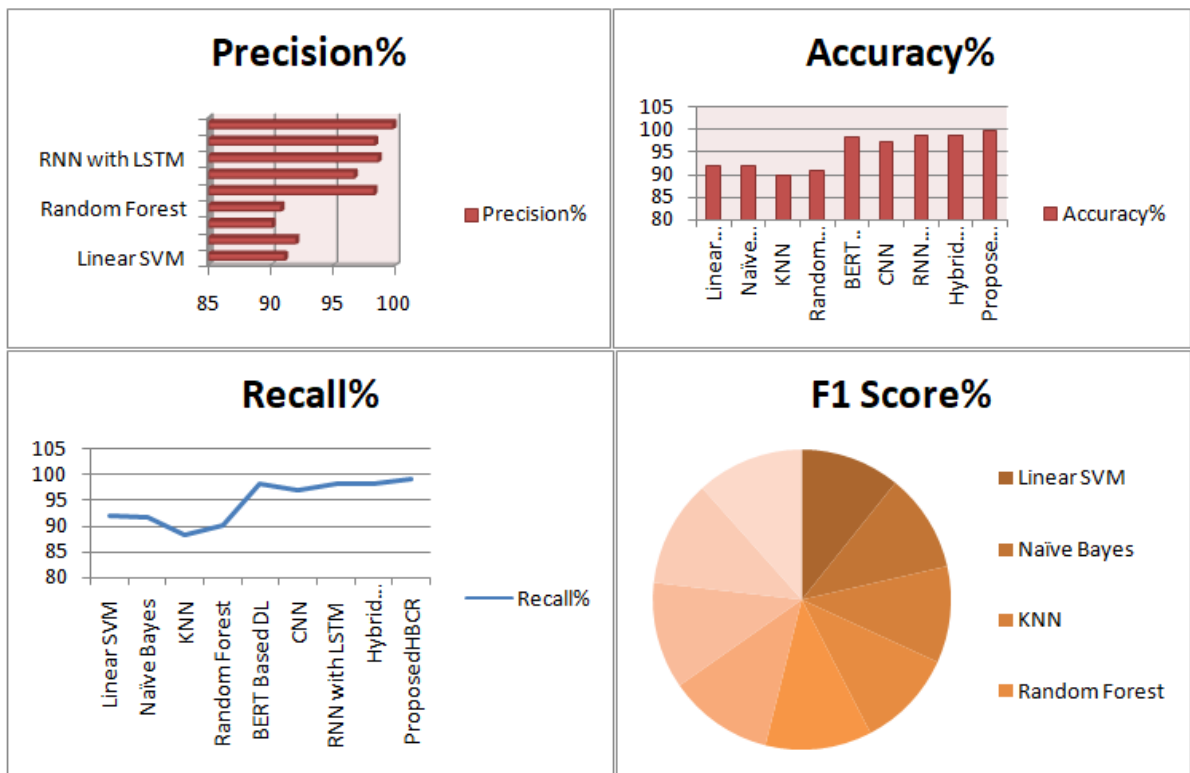 Precision%
RNN with LSTM
Random Forest
Linear SVM
85 90 95 100
Precision%
Accuracy%
105
100
95
90
85
80
Linear...
Naïve...
KNN
Random...
BERT..
CNN
RNN...
Hybrid...
Propose...
Accuracy%
Recall%
105
100
95
90
85
80
Linear SVM
Naïve Bayes
KNN
Random Forest
BERT Based DL
CNN
RNN with LSTM
Hybrid...
ProposedHBCR
Recall%
F1 Score%
Linear SVM
Naïve Bayes
KNN
Random Forest